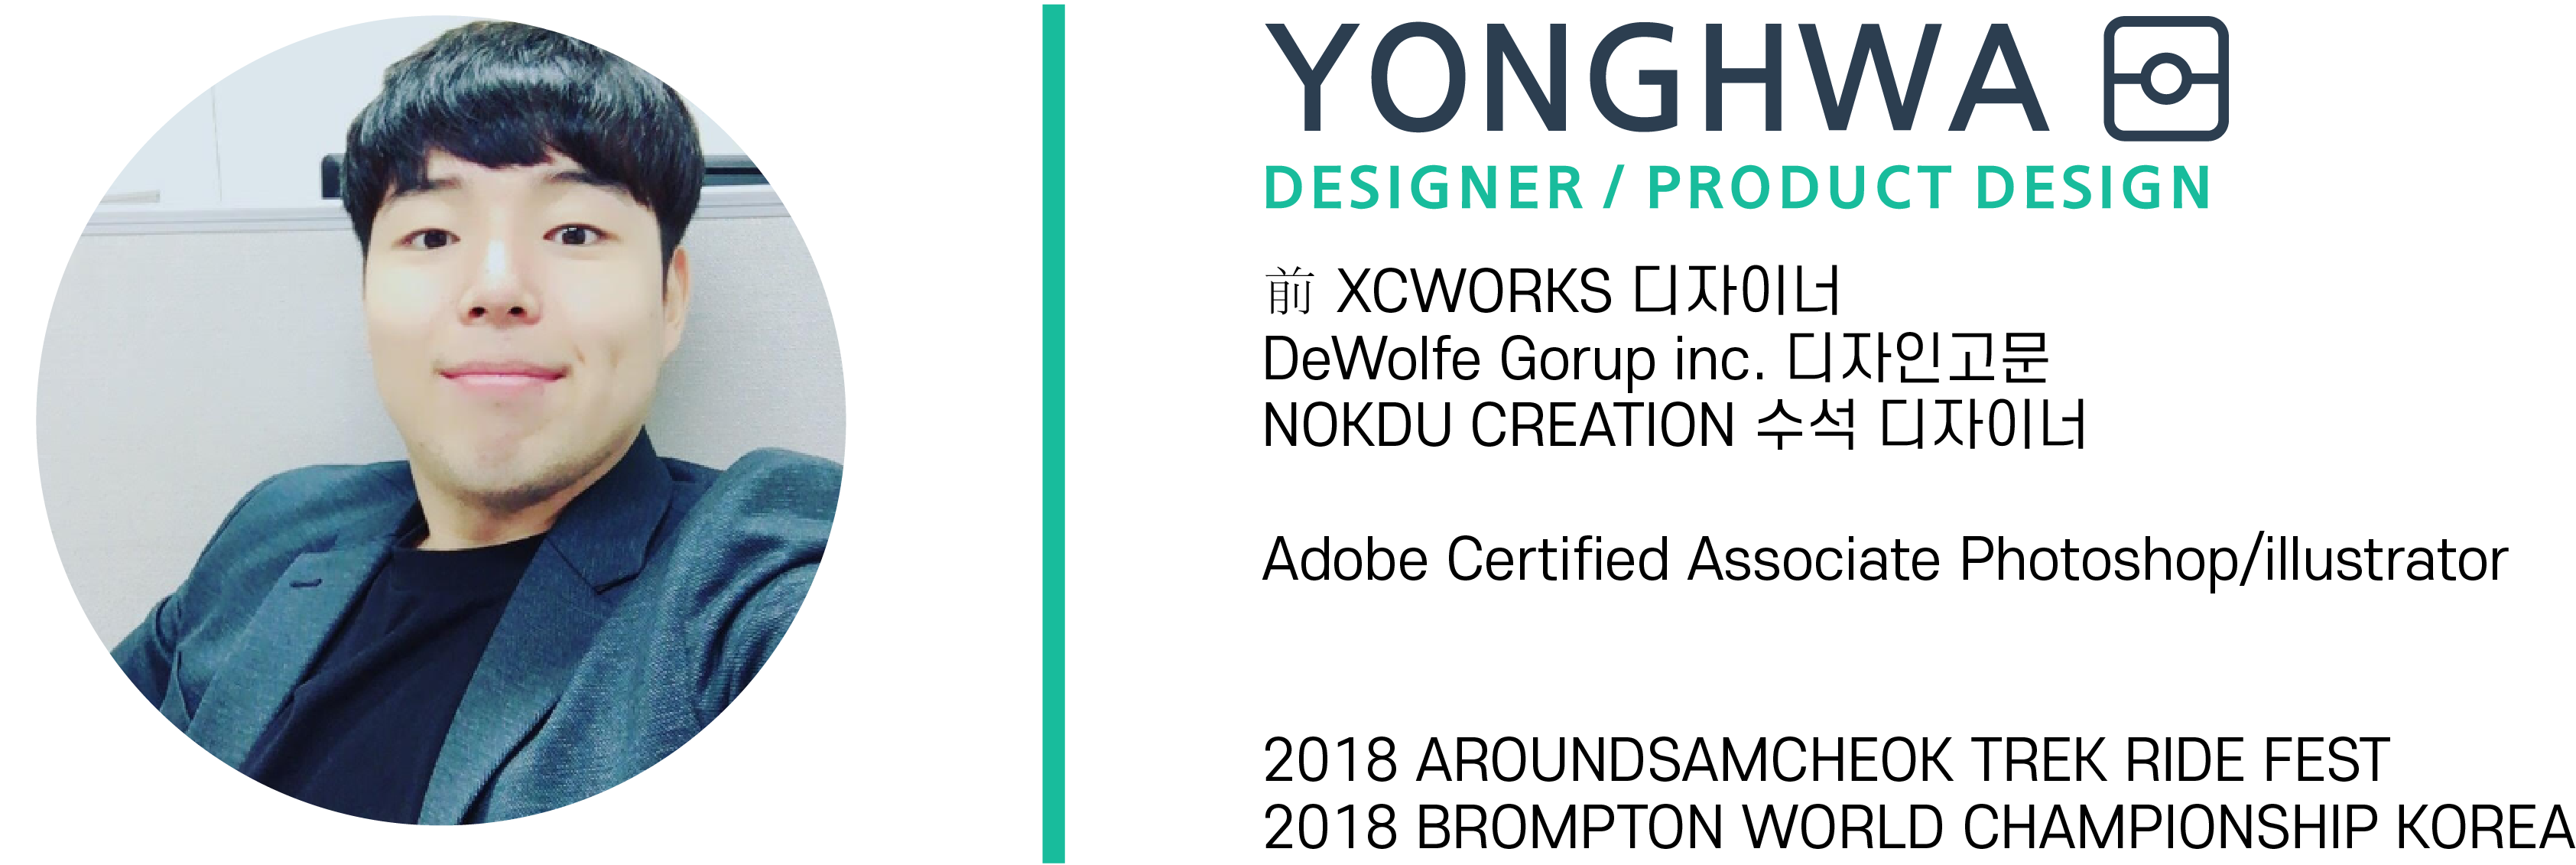 YONGHWA
DESIGNER / PRODUCT DESIGN
前 XCWORKS 디자이너
DeWolfe Gorup inc. 디자인고문
NOKDU CREATION 수석 디자이너
Adobe Certified Associate Photoshop/illustrator
2018 AROUNDSAMCHEOK TREK RIDE FEST
2018 BROMPTON WORLD CHAMPIONSHIP KOREA